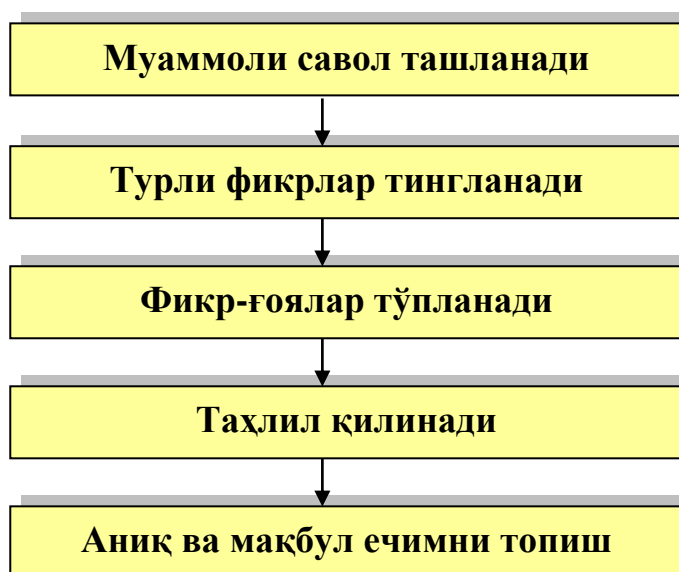 Муаммоли савол ташланади
Турли фикрлар тингланади
Фикр-ғоялар тўпланади
Таҳлил қилинади
Аниқ ва мақбул ечимни топиш